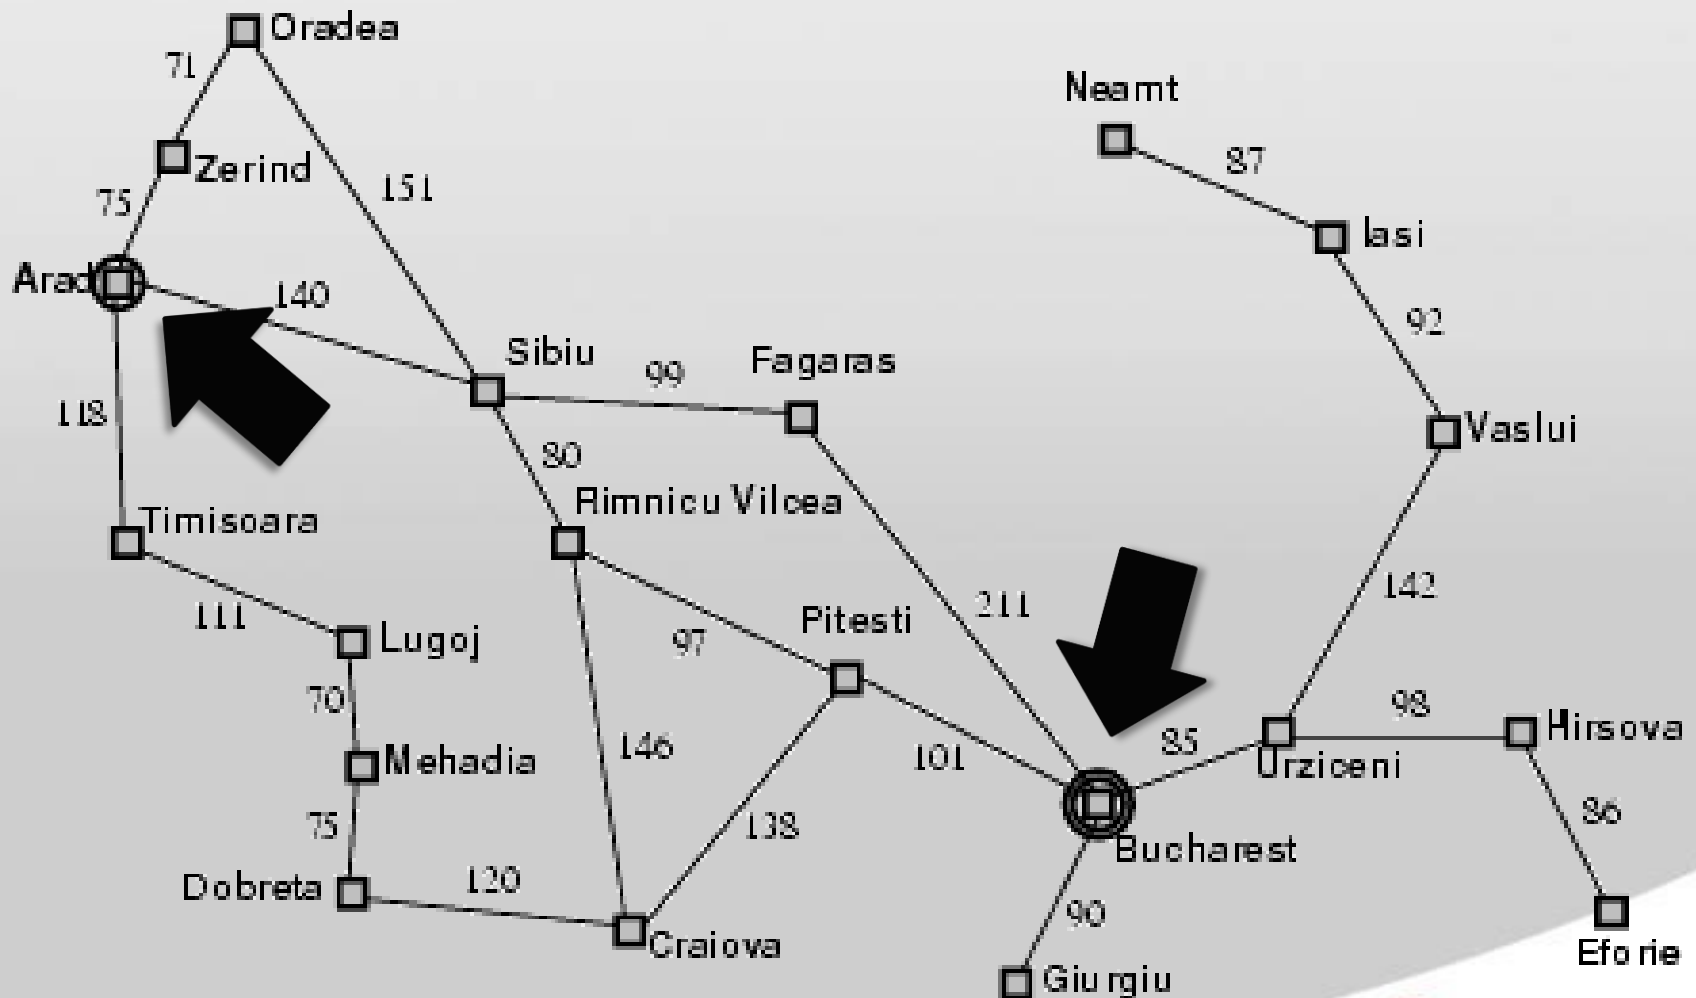 Oradea
71
Neamt
87
Zerind
75
151
Iasi
Arad
140
92
Sibiu
Fagaras
99
118
Vaslui
80
Rimnicu Vilcea
Timisoara
142
211
111
Pitesti
Lugoj
97
70
98
Hirsova
146
101
85
Mehadia
Urziceni
75
138
86
Bucharest
Dobreta
120
90
Craiova
Eforie
Giurgiu